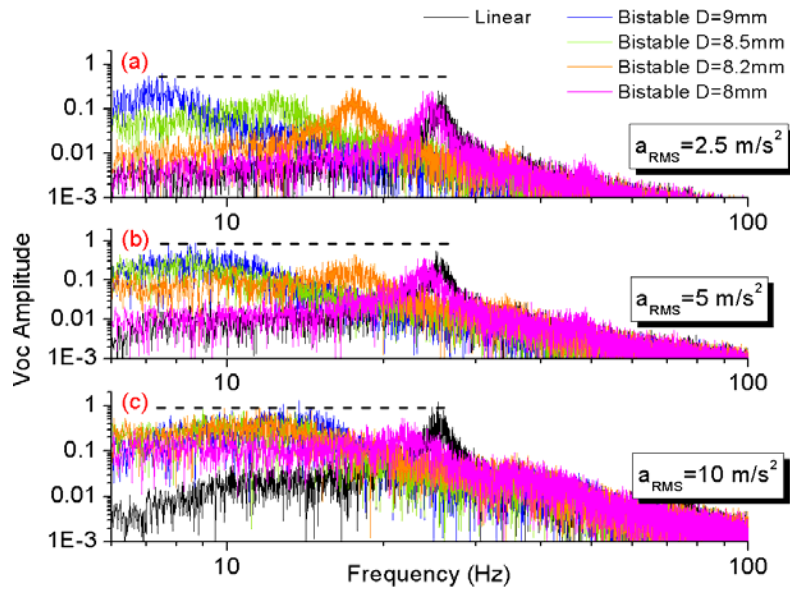 Linear
Bistable D=9mm
Bistable D=8.5mm
Bistable D=8.2mm
Bistable D=8mm
(a)
1
0.1
0.01
1E-3
10
100
aRMS=2.5 m/s²
(b)
1
0.1
0.01
1E-3
10
100
aRMS=5 m/s²
(c)
1
0.1
0.01
1E-3
10
100
aRMS=10 m/s²
Voc Amplitude
Frequency (Hz)